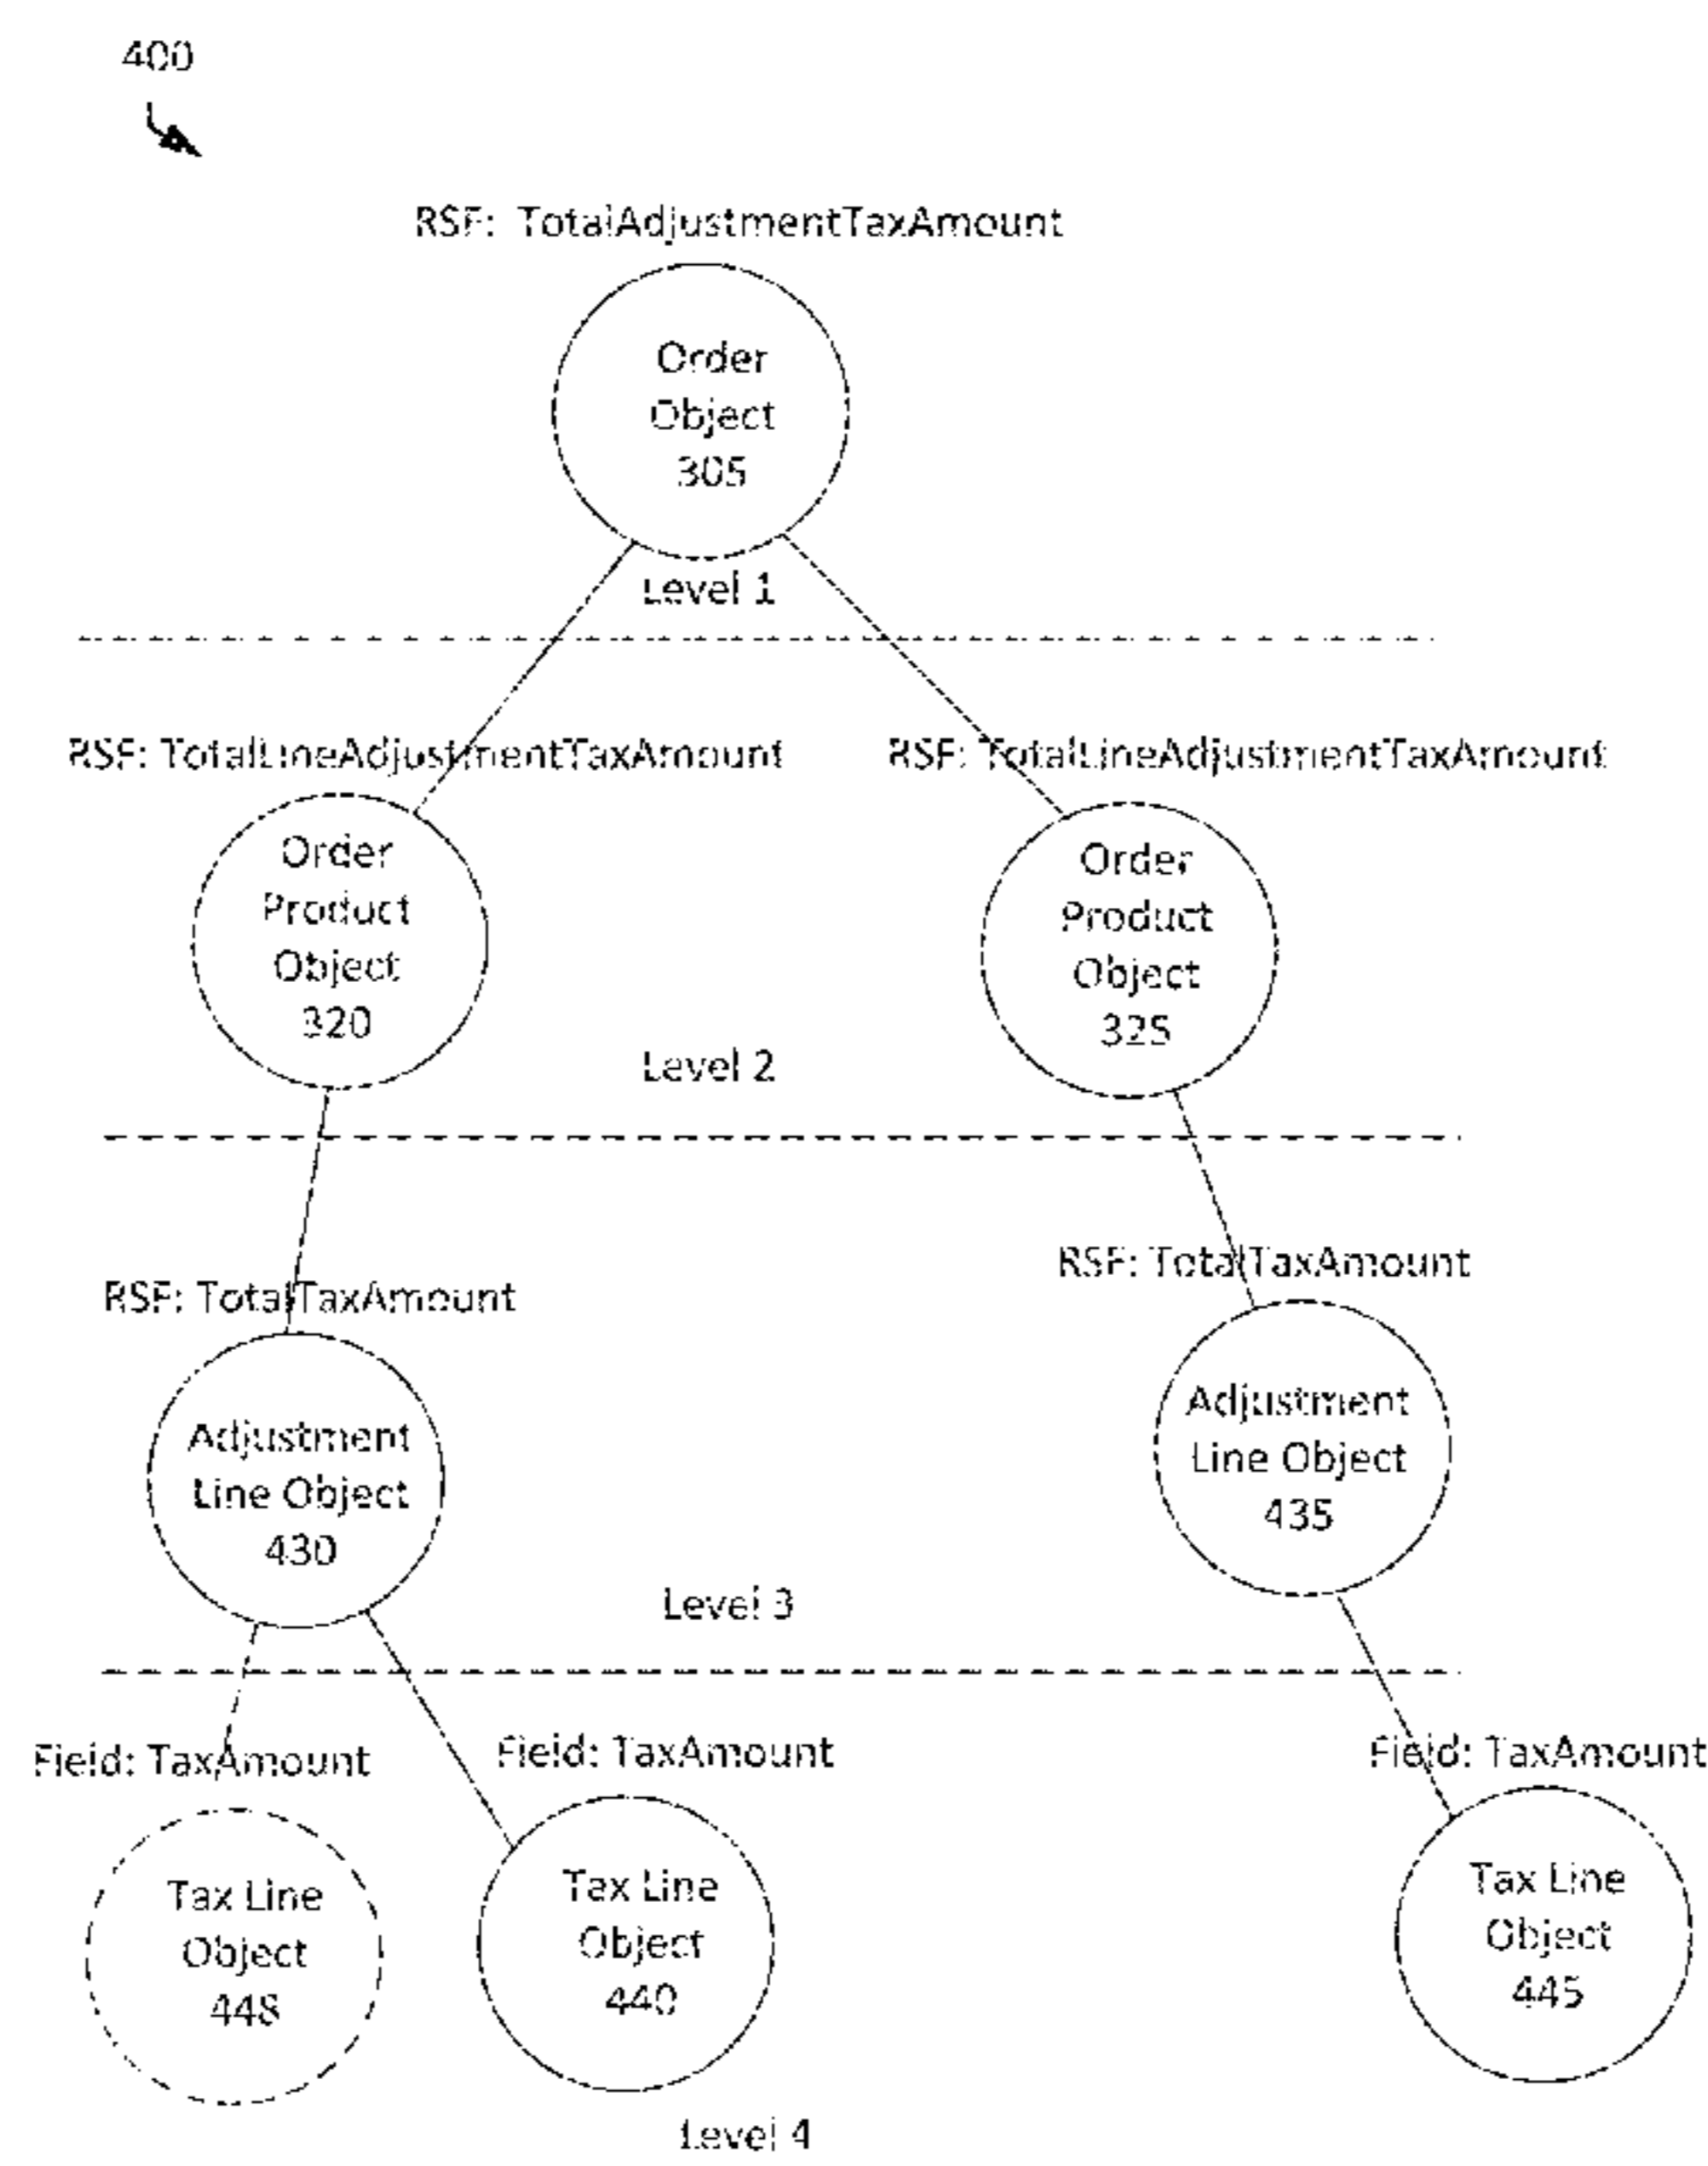 400
RSF: TotalAdjustmentTaxAmount
Order
Object
305
Level 1
RSF: TotalLineAdjustmentTaxAmount
RSF: TotalLineAdjustmentTaxAmount
Order
Product
Object
320
Order
Product
Object
325
Level 2
RSF: TotalTaxAmount
RSF: TotalTaxAmount
Adjustment
Line Object
430
Adjustment
Line Object
435
Level 3
Field: TaxAmount
Field: TaxAmount
Field: TaxAmount
Tax Line
Object
448
Tax Line
Object
440
Tax Line
Object
445
Level 4